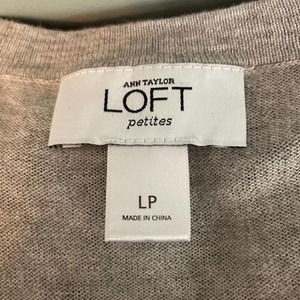 ANN TAYLOR
LOFT
petites
LP
MADE IN CHINA